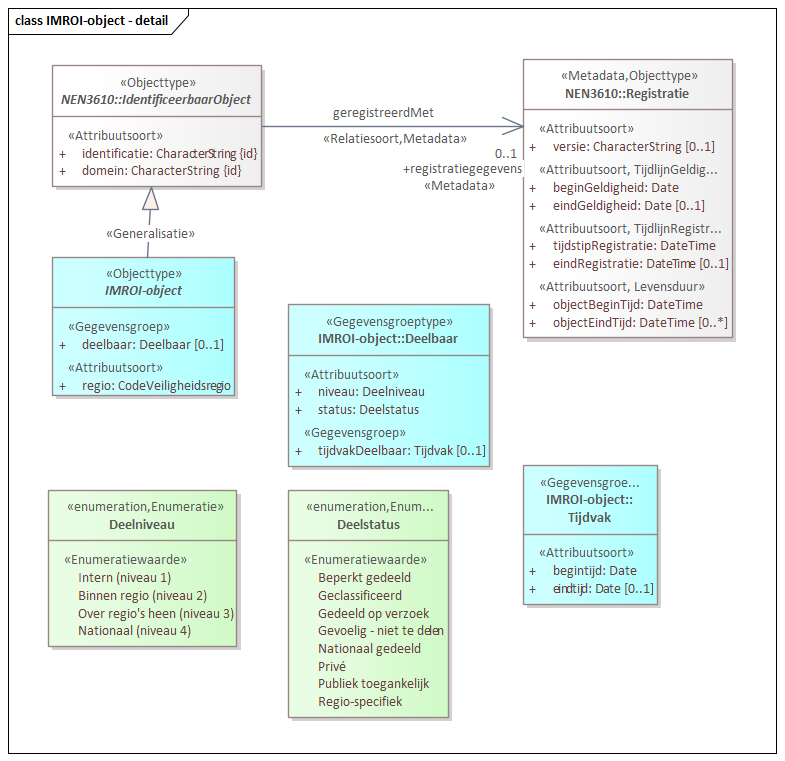 class IMROI-object - detail
«Objecttype»
NEN3610::IdentificeerbaarObject
«Attribuutsoort»
+ identificatie: CharacterString {id}
+ domein: CharacterString {id}
geregistreerdMet
«Relatiesoort,Metadata»
0..1
+registratiegegevens
«Metadata»
«Metadata,Objecttype»
NEN3610::Registratie
«Attribuutsoort»
+ versie: CharacterString [0..1]
«Attribuutsoort, TijdlijnGeldig...
+ beginGeldigheid: Date
+ eindGeldigheid: Date [0..1]
«Attribuutsoort, TijdlijnRegistr...
+ tijdstipRegistratie: DateTime
+ eindRegistratie: DateTime [0..1]
«Attribuutsoort, Levensduur»
+ objectBeginTijd: DateTime
+ objectEindTijd: DateTime [0..*]
«Generalisatie»
«Objecttype»
IMROI-object
«Gegevensgroep»
+ deelbaar: Deelbaar [0..1]
«Attribuutsoort»
+ regio: CodeVeiligheidsregio
«Gegevensgroeptype»
IMROI-object::Deelbaar
«Attribuutsoort»
+ niveau: Deelniveau
+ status: Deelstatus
«Gegevensgroep»
+ tijdvakDeelbaar: Tijdvak [0..1]
«Gegevensgroe...
IMROI-object::
Tijdvak
«Attribuutsoort»
+ begintijd: Date
+ eindtijd: Date [0..1]
«enumeration,Enumeratie»
Deelniveau
«Enumeratiewaarde»
Intern (niveau 1)
Binnen regio (niveau 2)
Over regio's heen (niveau 3)
Nationaal (niveau 4)
«enumeration,Enum...
Deelstatus
«Enumeratiewaarde»
Beperkt gedeeld
Geclassificeerd
Gedeeld op verzoek
Gevoelig - niet te delen
Nationaal gedeeld
Privé
Publiek toegankelijk
Regio-specifiek